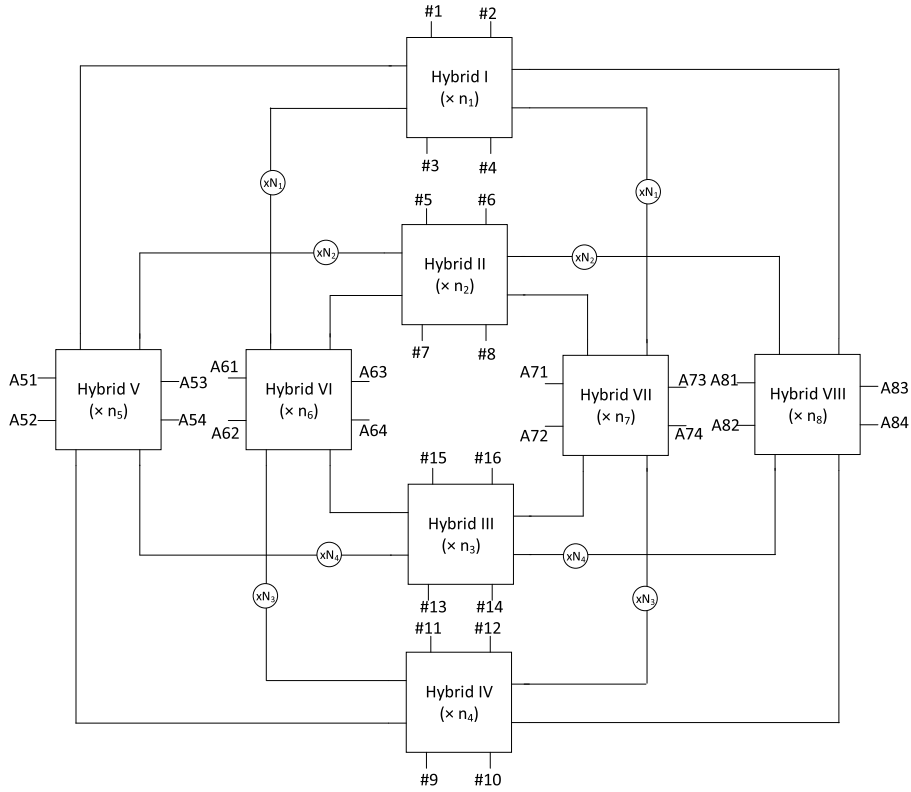 #1 #2
Hybrid I
(× n₁)
#3 #4
xN₁ xN₁
#5 #6
xN₂ xN₂
Hybrid II
(× n₂)
#7 #8
A51 Hybrid V A53
(× n₅)
A52 A54
A61 Hybrid VI A63
(× n₆)
A62 A64
A71 Hybrid VII A73
(× n₇)
A72 A74
A81 Hybrid VIII A83
(× n₈)
A82 A84
#15 #16
Hybrid III
(× n₃)
xN₄ xN₄
#13 #14
xN₃ xN₃
#11 #12
Hybrid IV
(× n₄)
#9 #10